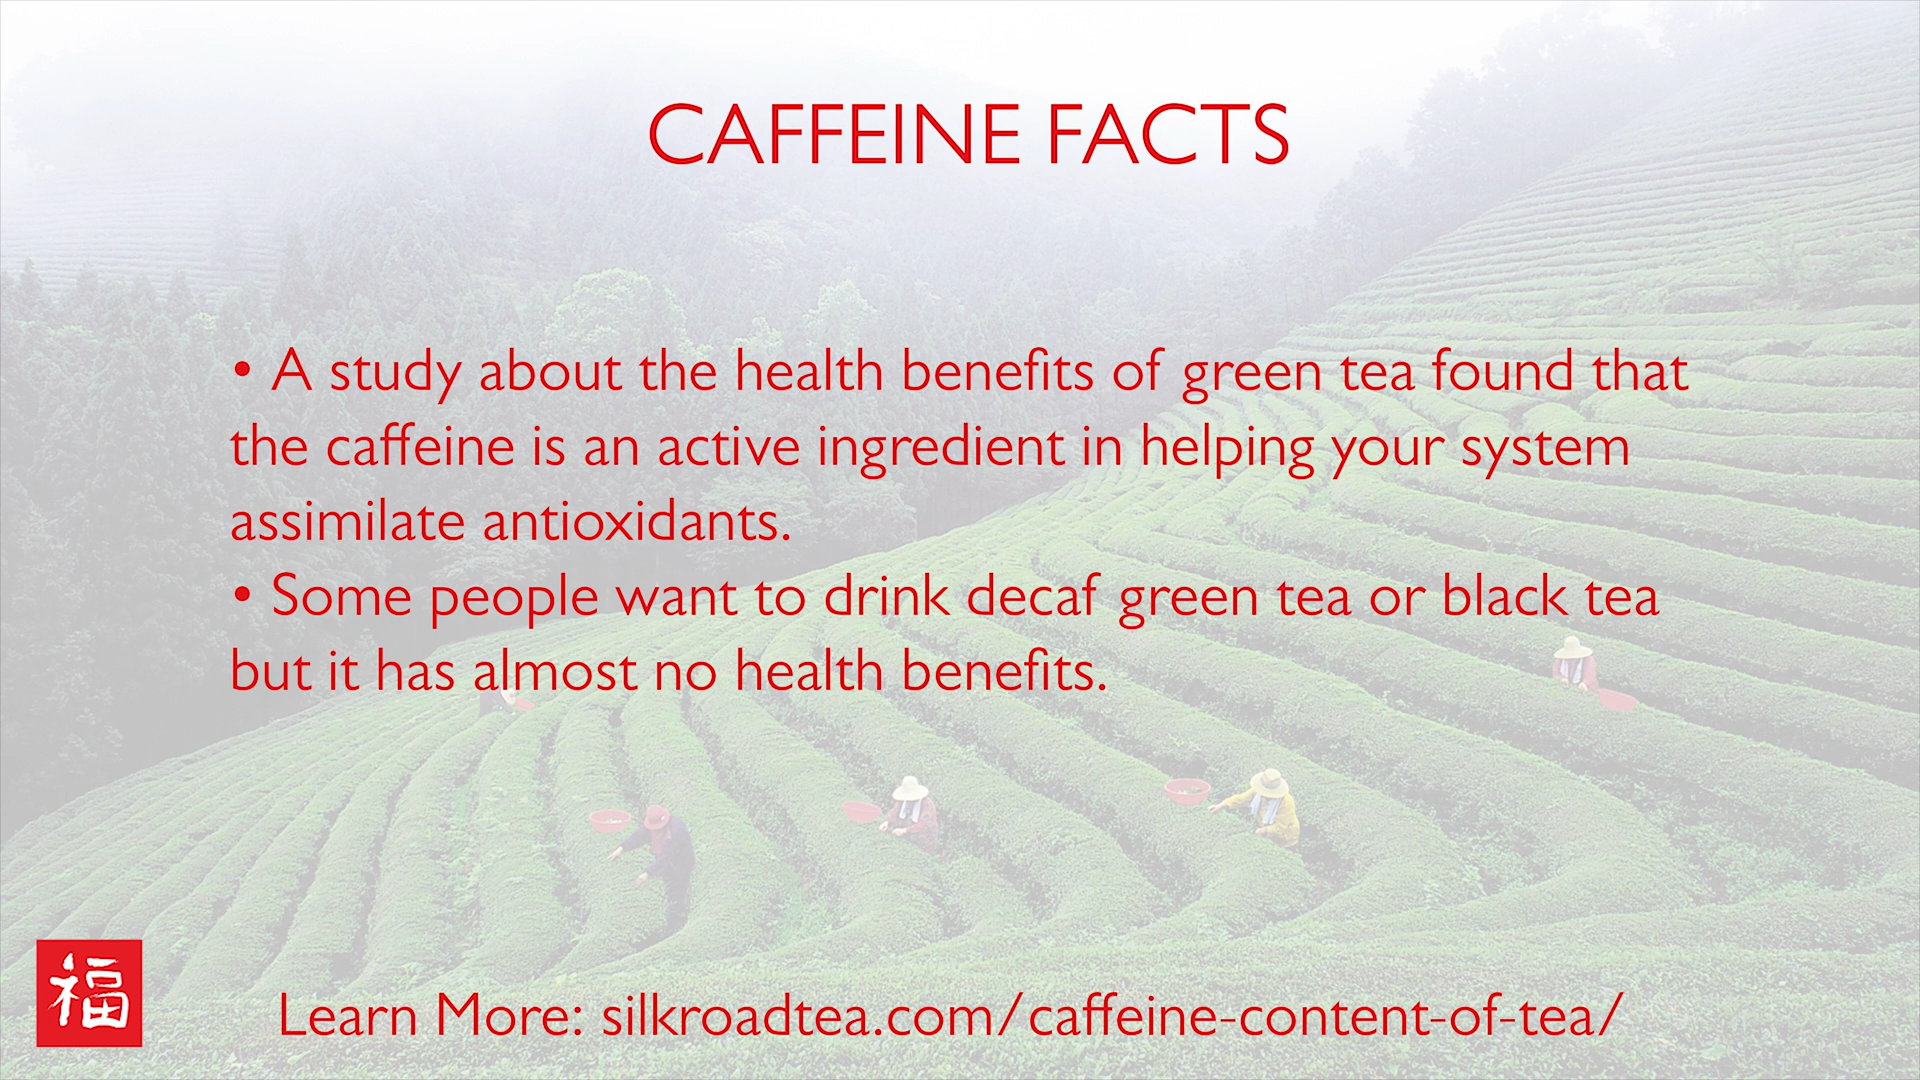 CAFFEINE FACTS
• A study about the health benefits of green tea found that
the caffeine is an active ingredient in helping your system
assimilate antioxidants.
• Some people want to drink decaf green tea or black tea
but it has almost no health benefits.
福
Learn More: silkroadtea.com/caffeine-content-of-tea/